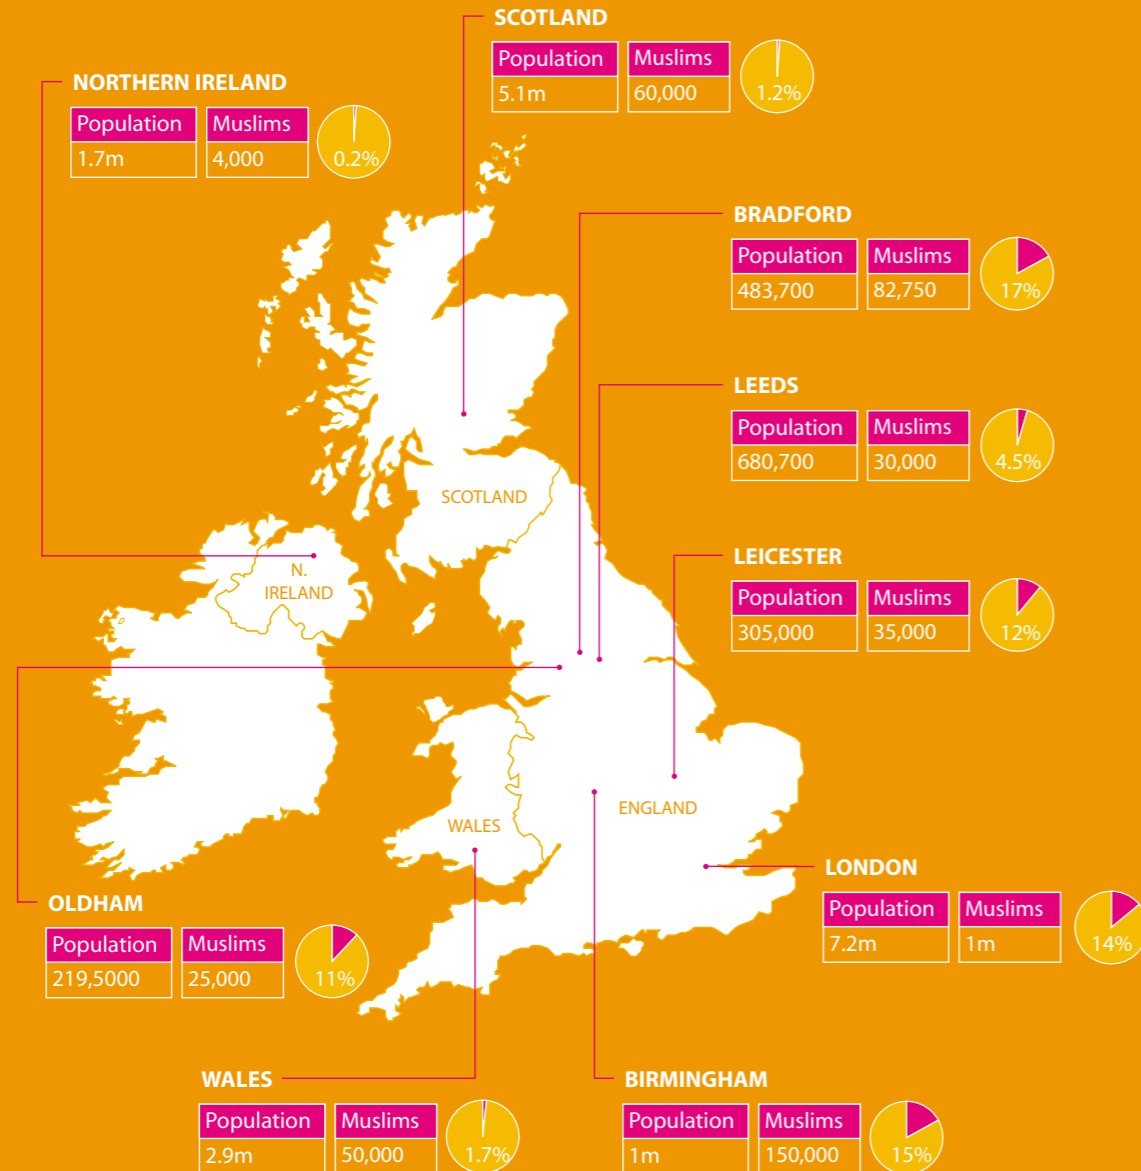 SCOTLAND
Population Muslims
5.1m 60,000 1.2%
NORTHERN IRELAND
Population Muslims
1.7m 4,000 0.2%
BRADFORD
Population Muslims
483,700 82,750 17%
LEEDS
Population Muslims
680,700 30,000 4.5%
SCOTLAND
LEICESTER
Population Muslims
305,000 35,000 12%
N.
IRELAND
ENGLAND
WALES
LONDON
Population Muslims
7.2m 1m 14%
OLDHAM
Population Muslims
219,5000 25,000 11%
WALES
Population Muslims
2.9m 50,000 1.7%
BIRMINGHAM
Population Muslims
1m 150,000 15%